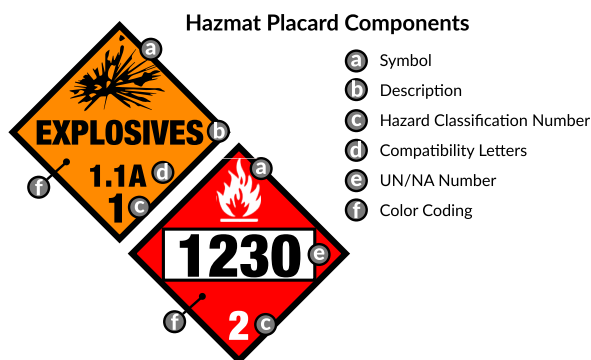 Hazmat Placard Components
a Symbol
b Description
c Hazard Classification Number
d Compatibility Letters
e UN/NA Number
f Color Coding
a
EXPLOSIVES b
1.1A d
f
1 c
a
1230 e
f
2 c